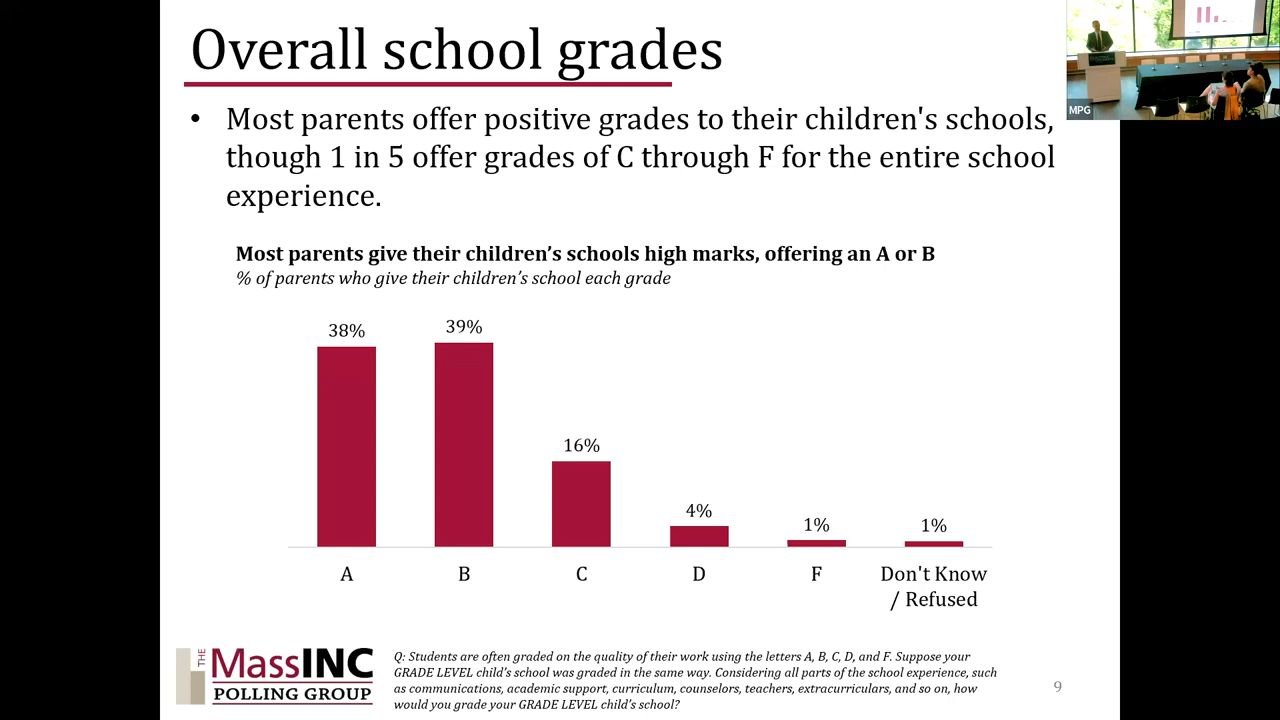 Overall school grades
• Most parents offer positive grades to their children's schools,
though 1 in 5 offer grades of C through F for the entire school
experience.
Most parents give their children’s schools high marks, offering an A or B
% of parents who give their children’s school each grade
38%
39%
16%
4%
1%
1%
A
B
C
D
F
Don't Know
/ Refused
THE
MassINC
POLLING GROUP
Q: Students are often graded on the quality of their work using the letters A, B, C, D, and F. Suppose your
GRADE LEVEL child’s school was graded in the same way. Considering all parts of the school experience, such
as communications, academic support, curriculum, counselors, teachers, extracurriculars, and so on, how
would you grade your GRADE LEVEL child’s school?
9
MPG